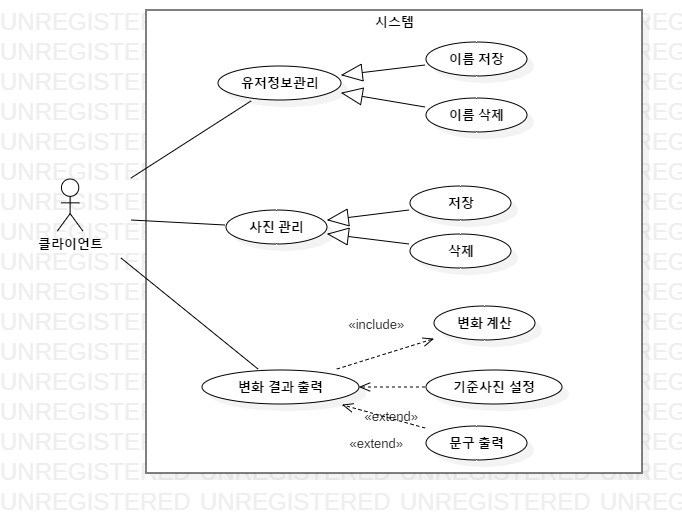 시스템
이름 저장
유저정보관리
이름 삭제
저장
사진 관리
클라이언트
삭제
«include»
변화 계산
변화 결과 출력
기준사진 설정
«extend»
문구 출력
«extend»
UNREGISTERED UNREGISTERED UNREGISTERED UNREG